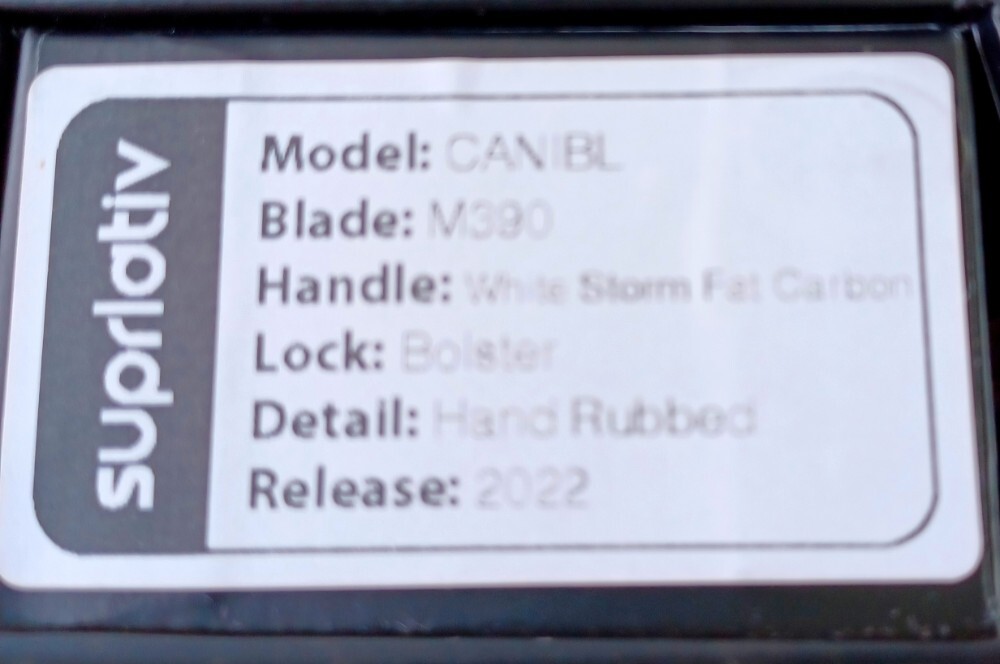 suprlativ
Model: CANIBL
Blade: M390
Handle: White Storm Fat Carbon
Lock: Bolster
Detail: Hand Rubbed
Release: 2022